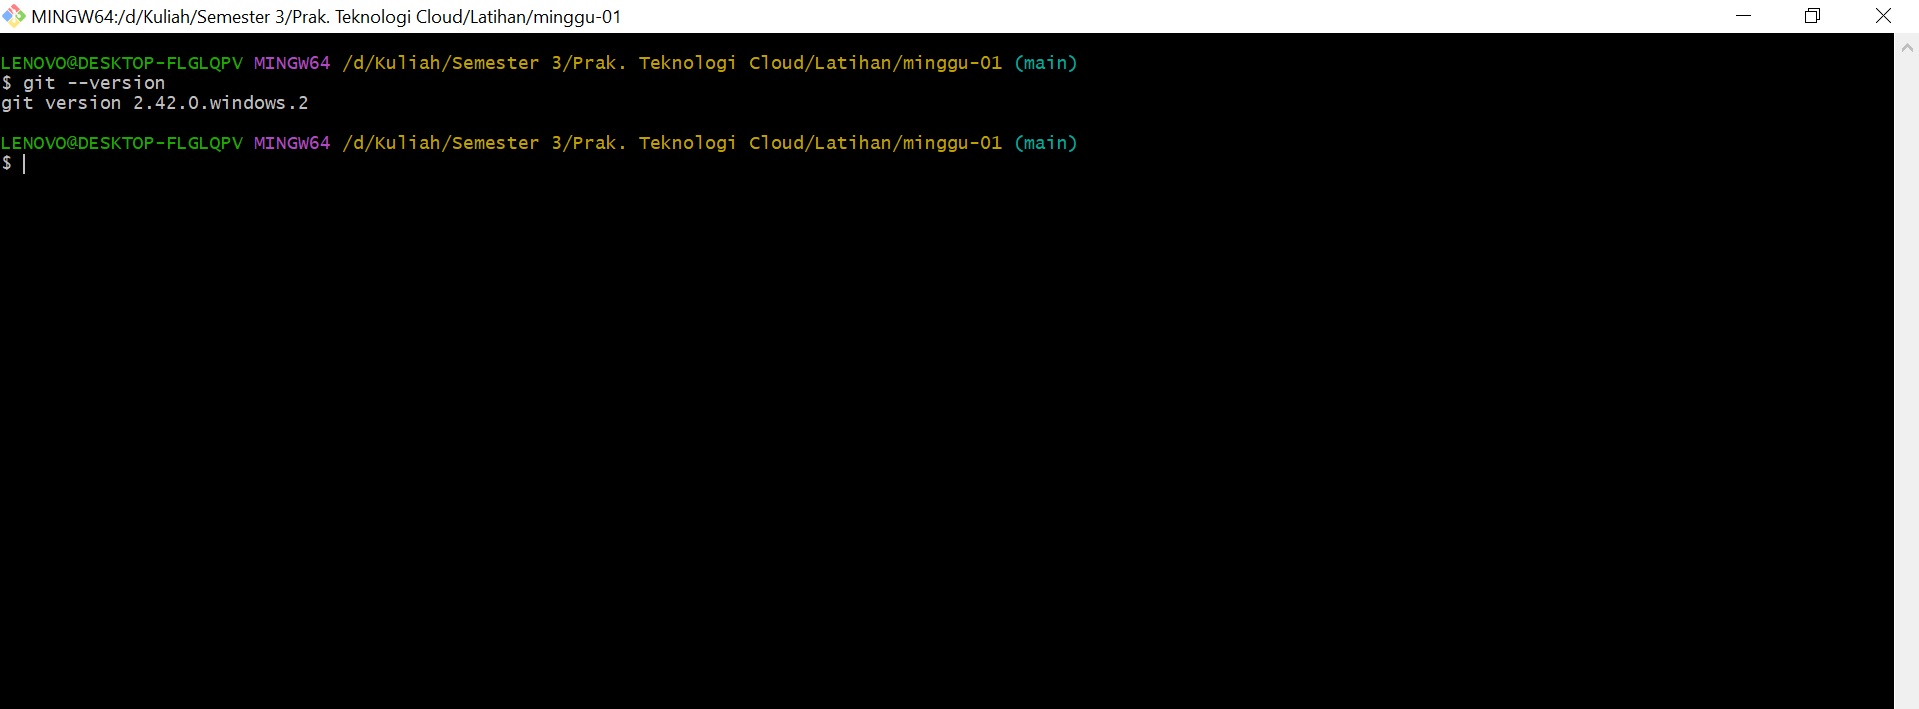 MINGW64:/d/Kuliah/Semester 3/Prak. Teknologi Cloud/Latihan/minggu-01
LENOVO@DESKTOP-FLGLQPV MINGW64 /d/Kuliah/Semester 3/Prak. Teknologi Cloud/Latihan/minggu-01 (main)
$ git --version
git version 2.42.0.windows.2
LENOVO@DESKTOP-FLGLQPV MINGW64 /d/Kuliah/Semester 3/Prak. Teknologi Cloud/Latihan/minggu-01 (main)
$